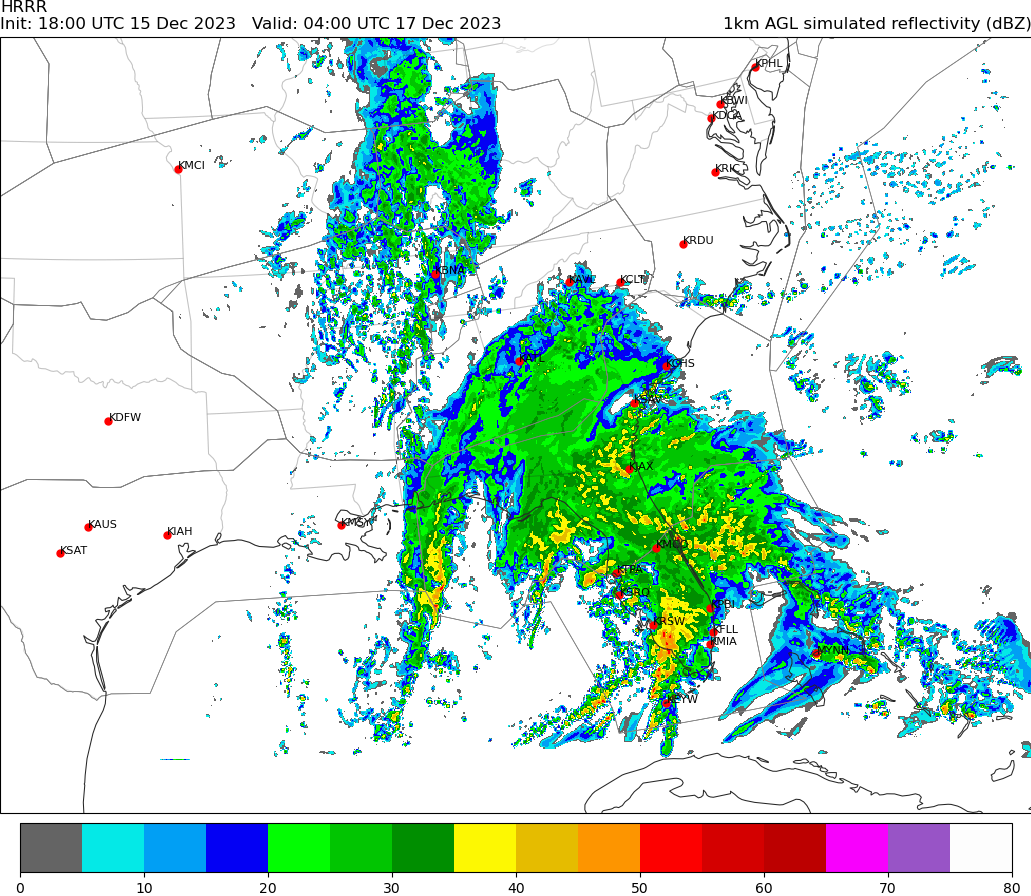 HRRR
Init: 18:00 UTC 15 Dec 2023 Valid: 04:00 UTC 17 Dec 2023 1km AGL simulated reflectivity (dBZ)
KPHL
KBWI
KDCA
KMCI
KRIC
KRDU
KBNA
KAVL
KCLT
KATL
KCHS
KSAV
KDFW
KJAX
KMSY
KAUS
KIAH
KMCO
KSAT
KTPA
KSRQ
KPBI
KRSW
KFLL
KMIA
MYNN
KEYW
0 10 20 30 40 50 60 70 80